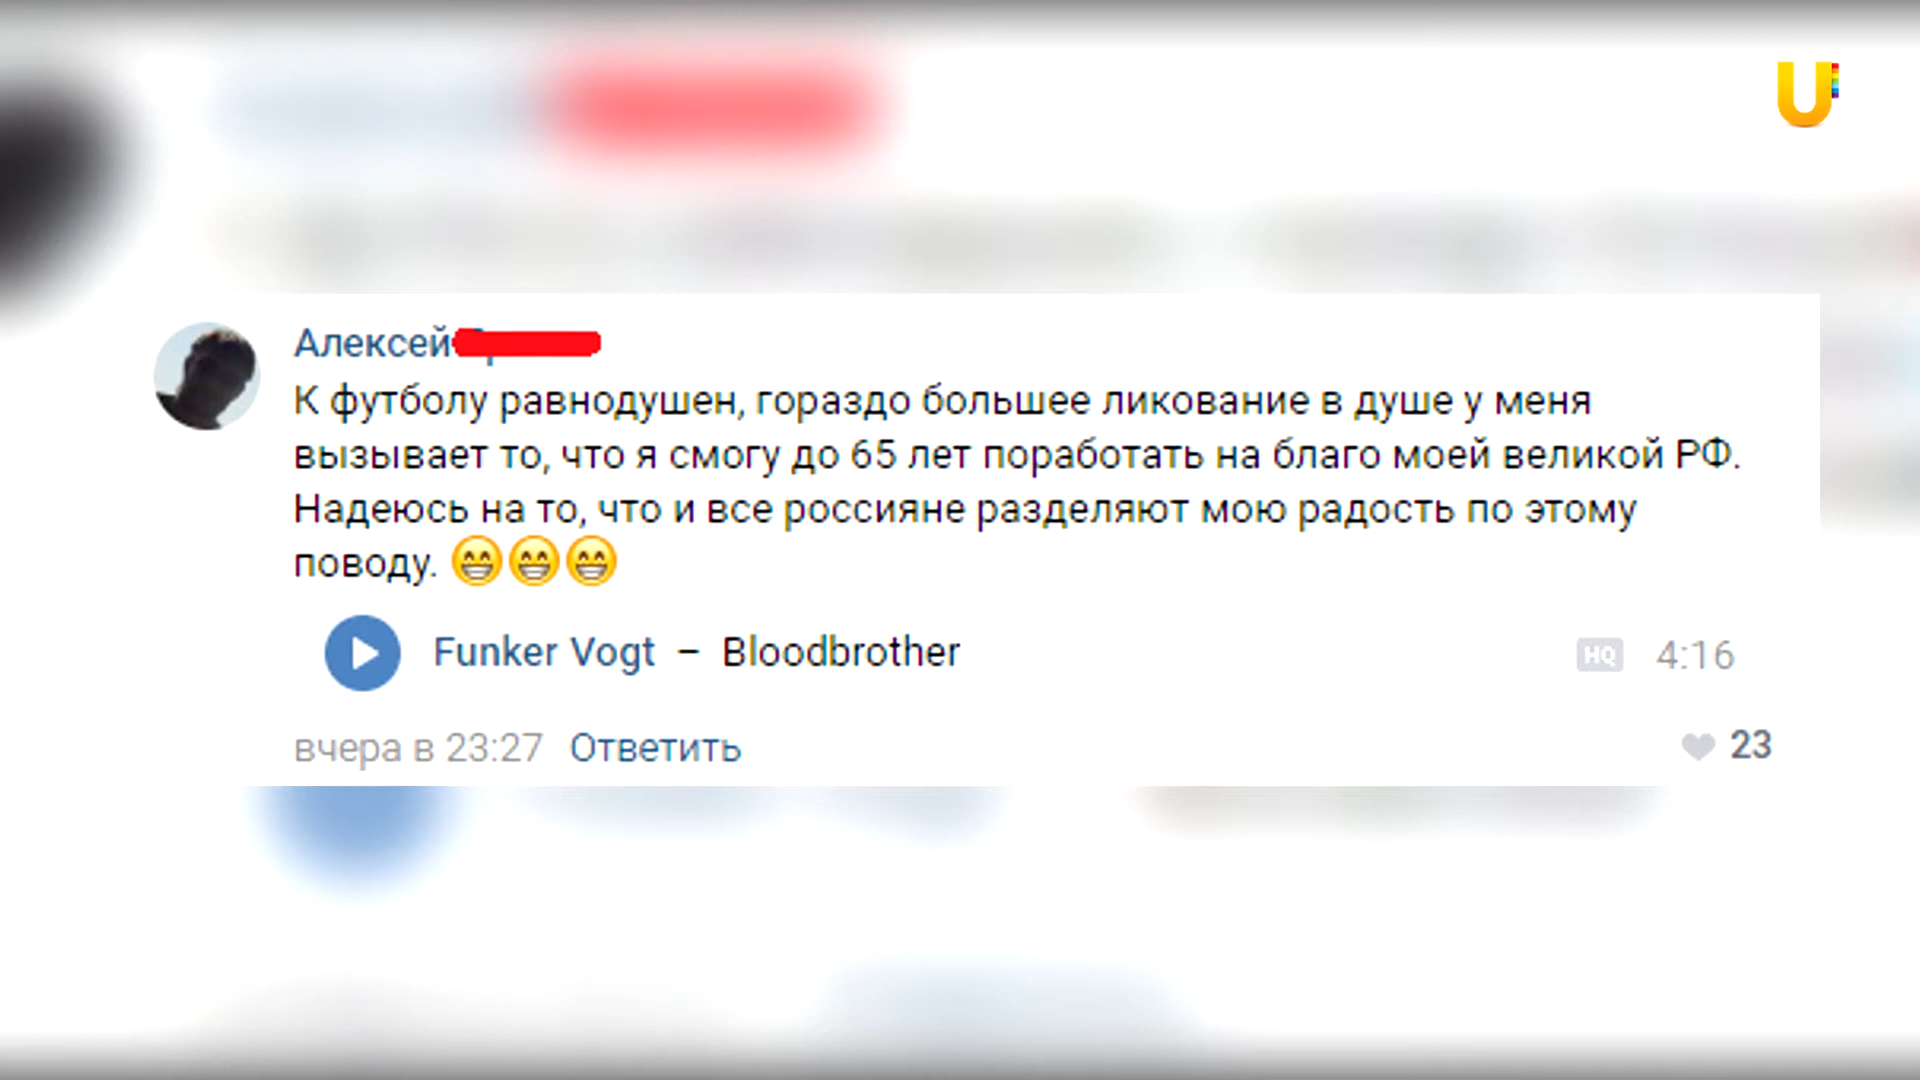 U
Алексей
К футболу равнодушен, гораздо большее ликование в душе у меня
вызывает то, что я смогу до 65 лет поработать на благо моей великой РФ.
Надеюсь на то, что и все россияне разделяют мою радость по этому
поводу. 😁😁😁
Funker Vogt – Bloodbrother HQ 4:16
вчера в 23:27 Ответить 23